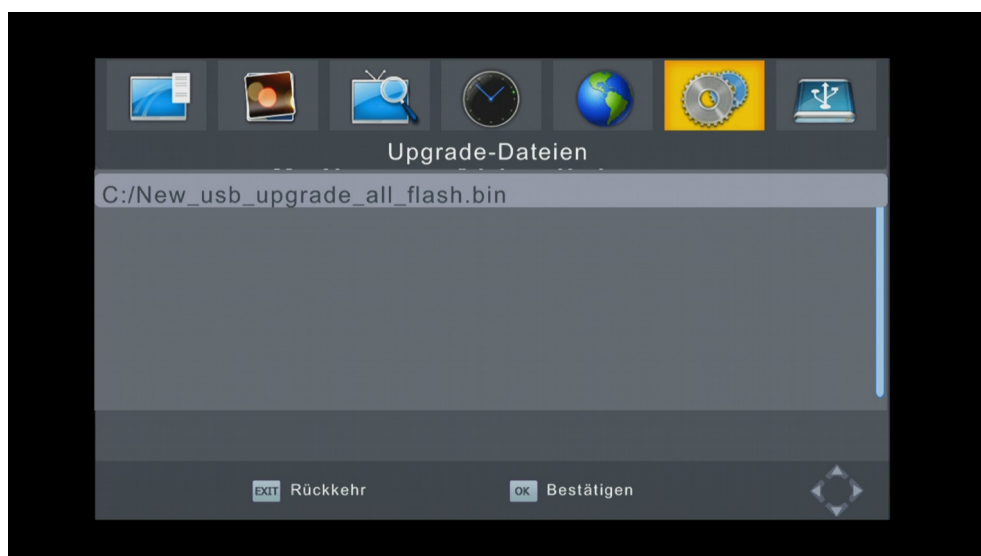 Upgrade-Dateien
C:/New_usb_upgrade_all_flash.bin
EXIT Rückkehr
OK Bestätigen